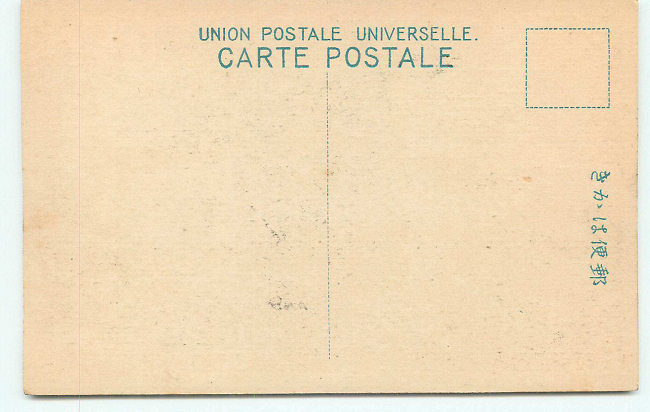 UNION POSTALE UNIVERSELLE.
CARTE POSTALE
きかは便郵